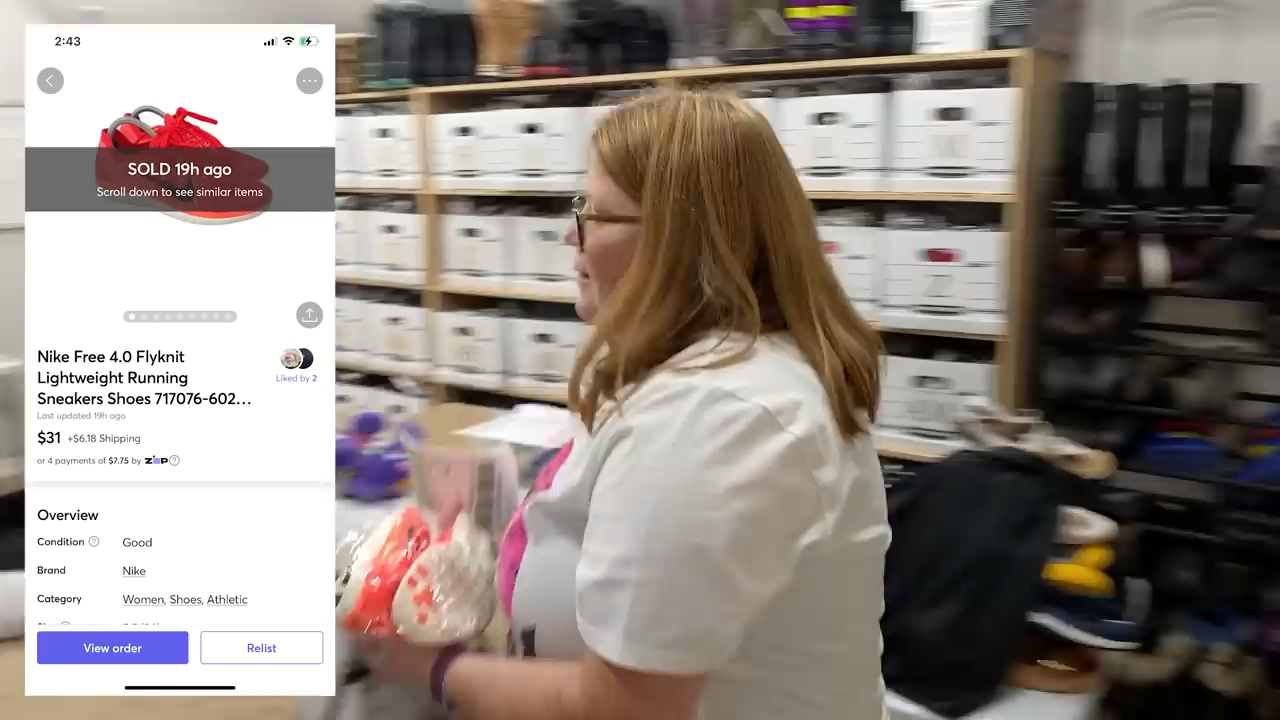 2:43
SOLD 19h ago
Scroll down to see similar items
Nike Free 4.0 Flyknit
Lightweight Running
Sneakers Shoes 717076-602...
Liked by 2
Last updated 19h ago
$31 +$6.18 Shipping
or 4 payments of $7.75 by ZIP ?
Overview
Condition ? Good
Brand Nike
Category Women, Shoes, Athletic
View order
Relist